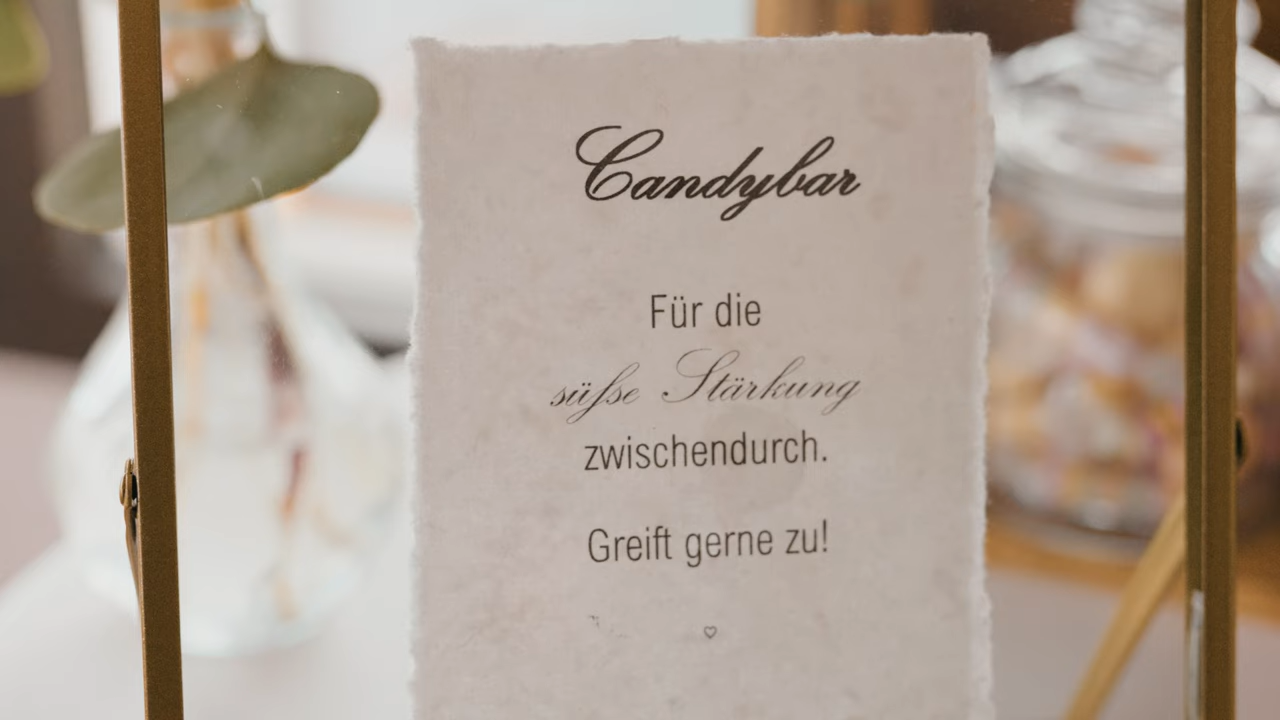 Candybar
Für die
süße Stärkung
zwischendurch.
Greift gerne zu!